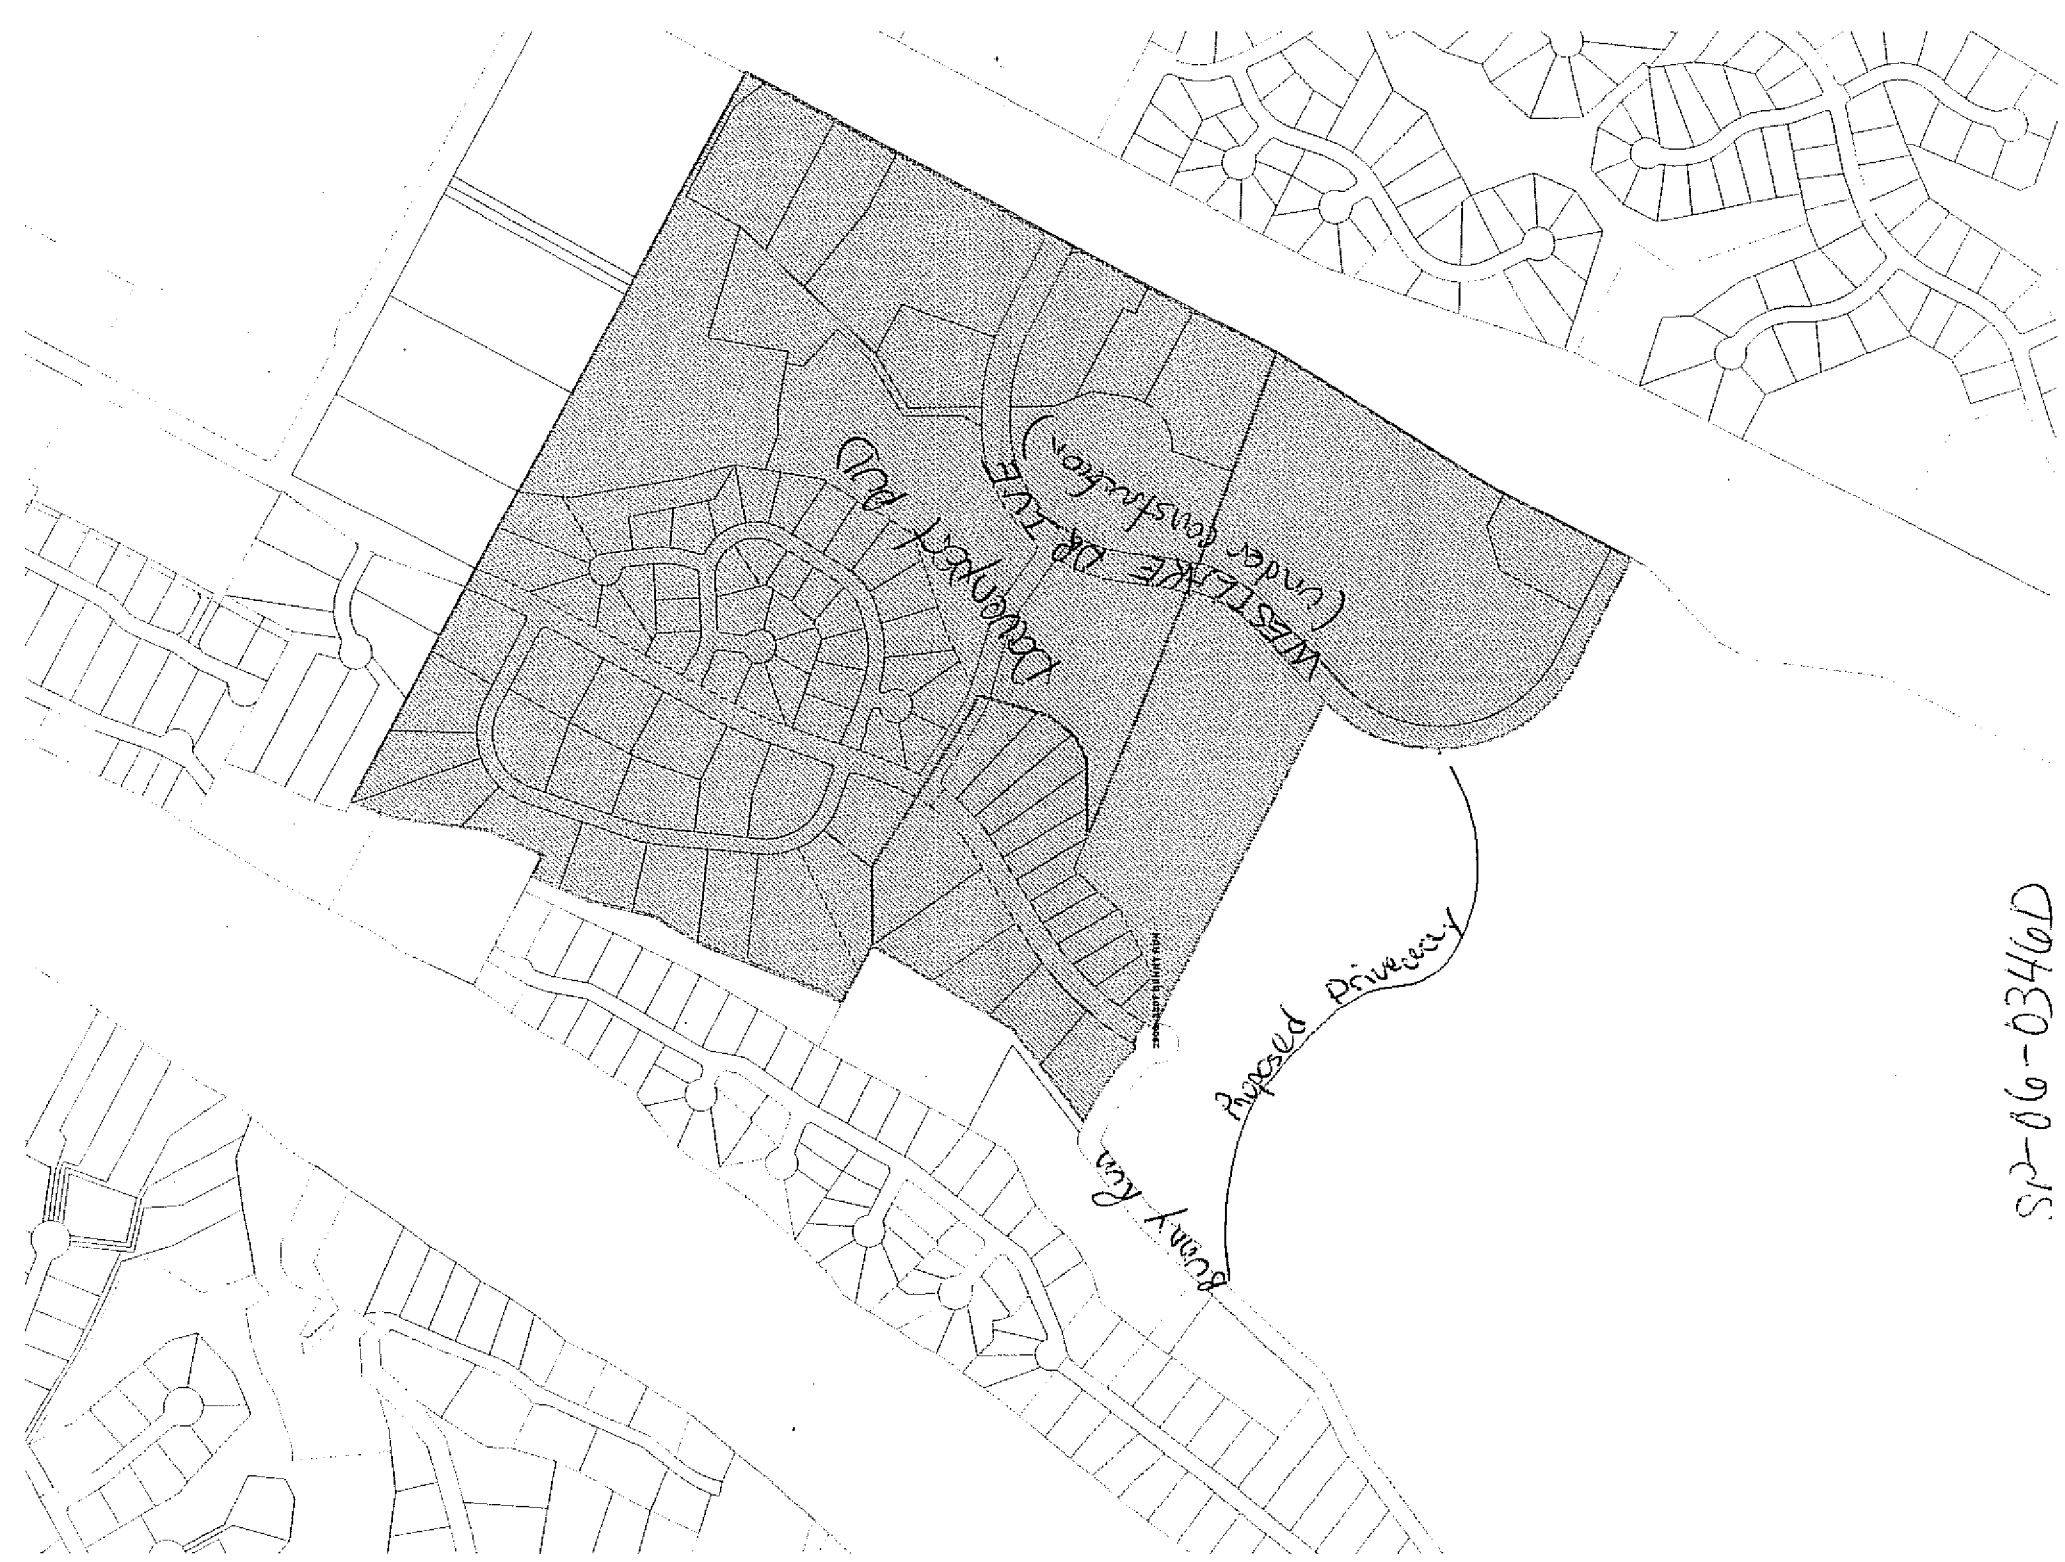 Davenport PUD
WESTLAKE DRIVE
(under construction)
Proposed Driveway
Bunny Run
SP-06-0346D